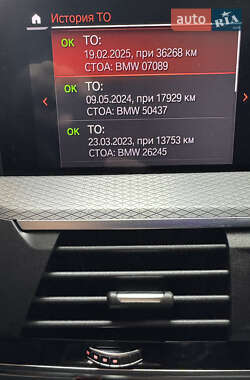 AUTO RIA
История ТО
OK ТО:
19.02.2025, при 36268 км
СТОА: BMW 07089
OK ТО:
09.05.2024, при 17929 км
СТОА: BMW 50437
OK ТО:
23.03.2023, при 13753 км
СТОА: BMW 26245